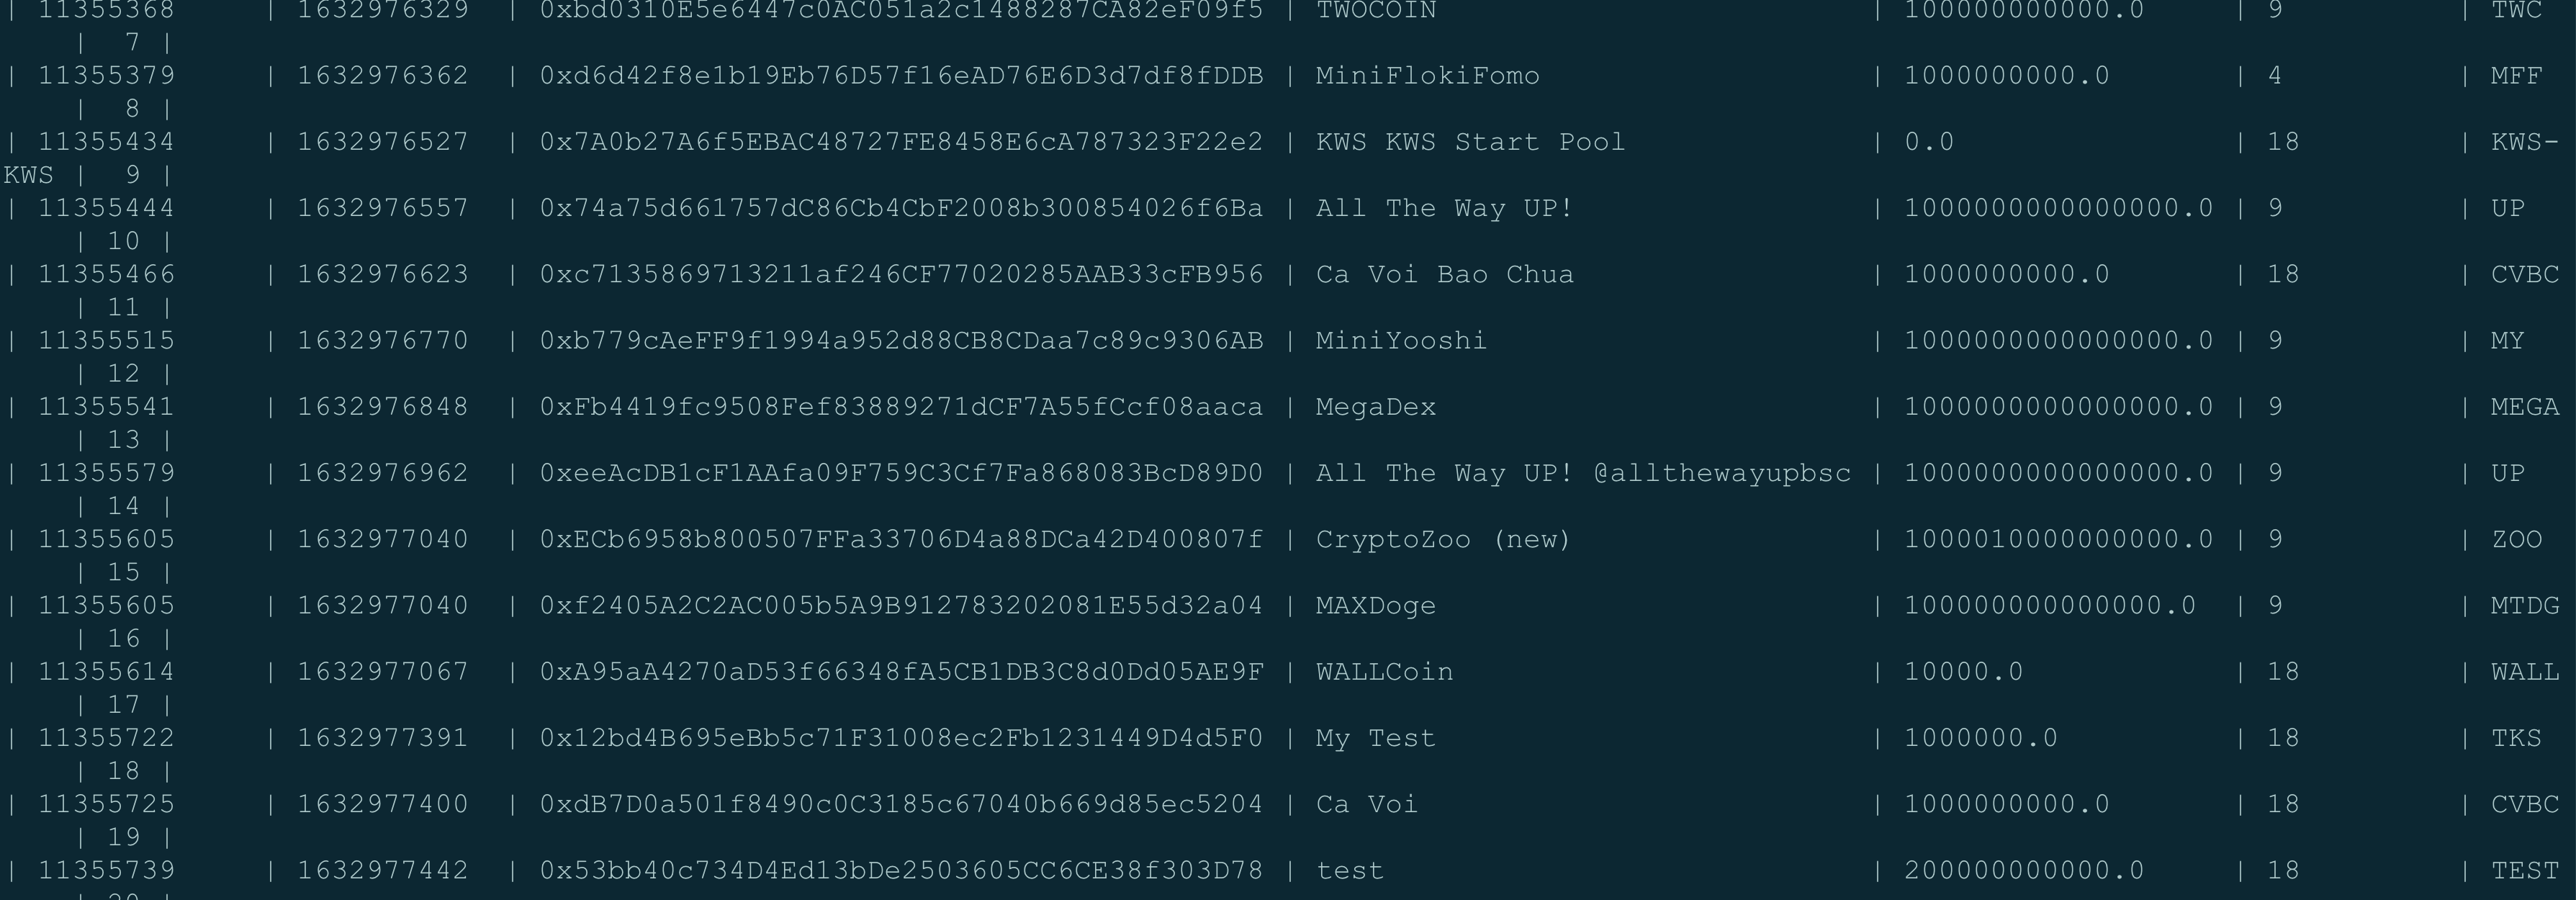 | 11355368 | 1632976329 | 0xbd0310E5e6447c0AC051a2c1488287CA82eF09f5 | TWOCOIN | 100000000000.0 | 9 | TWC
| 7 |
| 11355379 | 1632976362 | 0xd6d42f8e1b19Eb76D57f16eAD76E6D3d7df8fDDB | MiniFlokiFomo | 1000000000.0 | 4 | MFF
| 8 |
| 11355434 | 1632976527 | 0x7A0b27A6f5EBAC48727FE8458E6cA787323F22e2 | KWS KWS Start Pool | 0.0 | 18 | KWS-
KWS | 9 |
| 11355444 | 1632976557 | 0x74a75d661757dC86Cb4CbF2008b300854026f6Ba | All The Way UP! | 1000000000000000.0 | 9 | UP
| 10 |
| 11355466 | 1632976623 | 0xc7135869713211af246CF77020285AAB33cFB956 | Ca Voi Bao Chua | 1000000000.0 | 18 | CVBC
| 11 |
| 11355515 | 1632976770 | 0xb779cAeFF9f1994a952d88CB8CDaa7c89c9306AB | MiniYooshi | 1000000000000000.0 | 9 | MY
| 12 |
| 11355541 | 1632976848 | 0xFb4419fc9508Fef83889271dCF7A55fCcf08aaca | MegaDex | 1000000000000000.0 | 9 | MEGA
| 13 |
| 11355579 | 1632976962 | 0xeeAcDB1cF1AAfa09F759C3Cf7Fa868083BcD89D0 | All The Way UP! @allthewayupbsc | 1000000000000000.0 | 9 | UP
| 14 |
| 11355605 | 1632977040 | 0xECb6958b800507FFa33706D4a88DCa42D400807f | CryptoZoo (new) | 1000010000000000.0 | 9 | ZOO
| 15 |
| 11355605 | 1632977040 | 0xf2405A2C2AC005b5A9B912783202081E55d32a04 | MAXDoge | 100000000000000.0 | 9 | MTDG
| 16 |
| 11355614 | 1632977067 | 0xA95aA4270aD53f66348fA5CB1DB3C8d0Dd05AE9F | WALLCoin | 10000.0 | 18 | WALL
| 17 |
| 11355722 | 1632977391 | 0x12bd4B695eBb5c71F31008ec2Fb1231449D4d5F0 | My Test | 1000000.0 | 18 | TKS
| 18 |
| 11355725 | 1632977400 | 0xdB7D0a501f8490c0C3185c67040b669d85ec5204 | Ca Voi | 1000000000.0 | 18 | CVBC
| 19 |
| 11355739 | 1632977442 | 0x53bb40c734D4Ed13bDe2503605CC6CE38f303D78 | test | 200000000000.0 | 18 | TEST